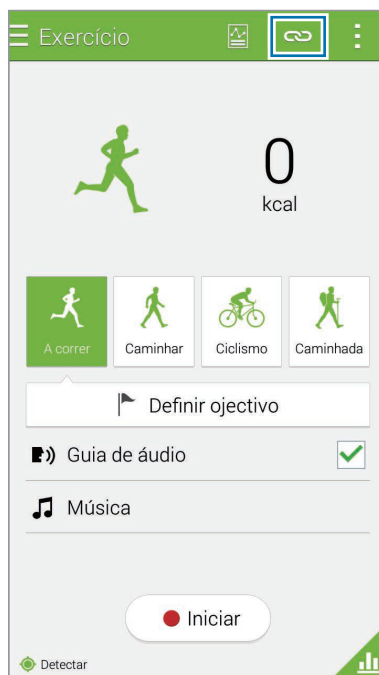 Exercício
0
kcal
A correr
Caminhar
Ciclismo
Caminhada
Definir ojectivo
Guia de áudio
Música
Iniciar
Detectar